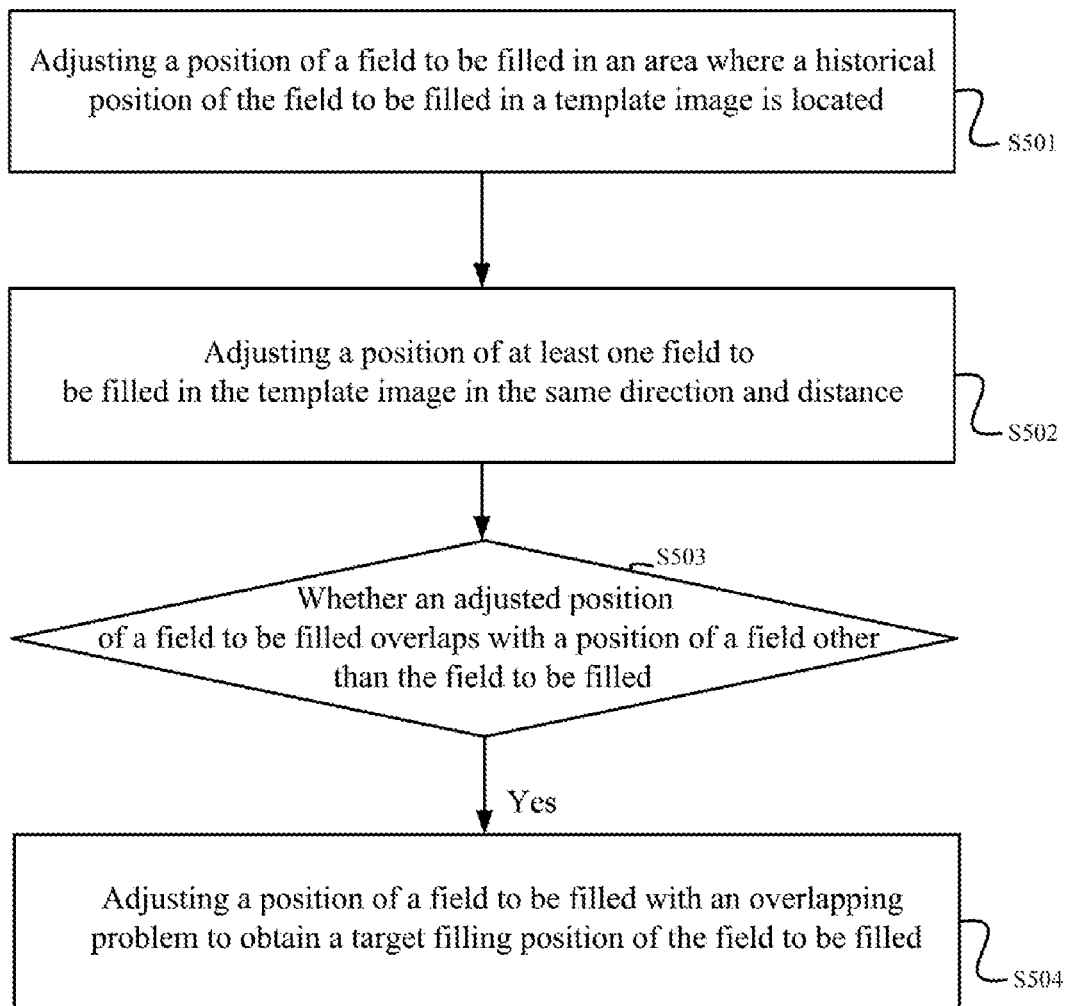 Adjusting a position of a field to be filled in an area where a historical
position of the field to be filled in a template image is located
S501
Adjusting a position of at least one field to
be filled in the template image in the same direction and distance
S502
S503
Whether an adjusted position
of a field to be filled overlaps with a position of a field other
than the field to be filled
Yes
Adjusting a position of a field to be filled with an overlapping
problem to obtain a target filling position of the field to be filled
S504